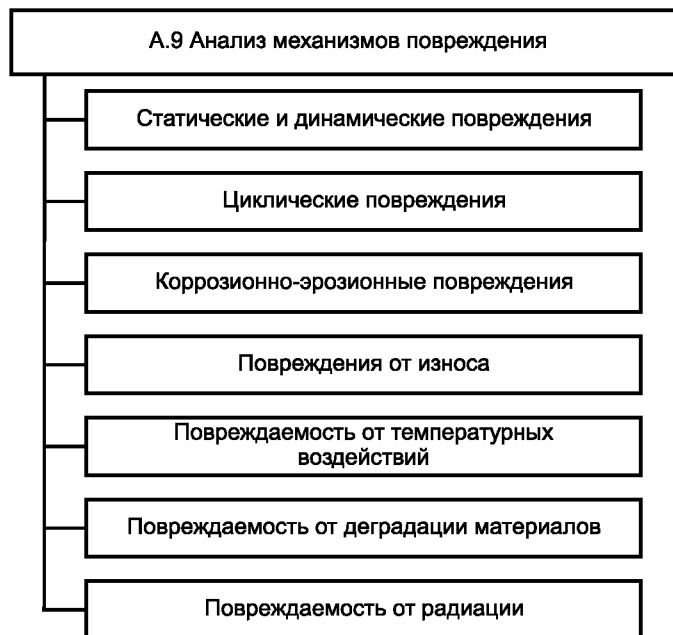 А.9 Анализ механизмов повреждения
Статические и динамические повреждения
Циклические повреждения
Коррозионно-эрозионные повреждения
Повреждения от износа
Повреждаемость от температурных
воздействий
Повреждаемость от деградации материалов
Повреждаемость от радиации